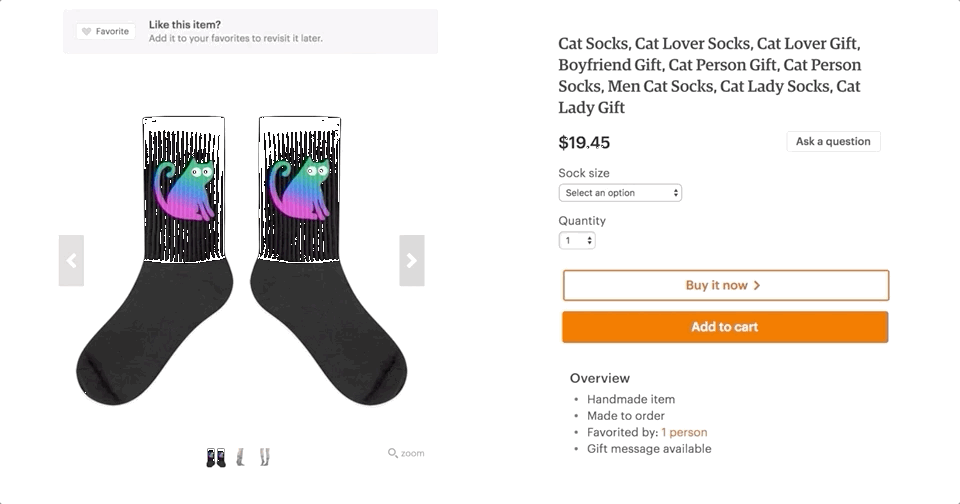 Favorite
Like this item?
Add it to your favorites to revisit it later.
zoom
Cat Socks, Cat Lover Socks, Cat Lover Gift,
Boyfriend Gift, Cat Person Gift, Cat Person
Socks, Men Cat Socks, Cat Lady Socks, Cat
Lady Gift
$19.45
Ask a question
Sock size
Select an option
Quantity
1
Buy it now
Add to cart
Overview
• Handmade item
• Made to order
• Favorited by: 1 person
• Gift message available